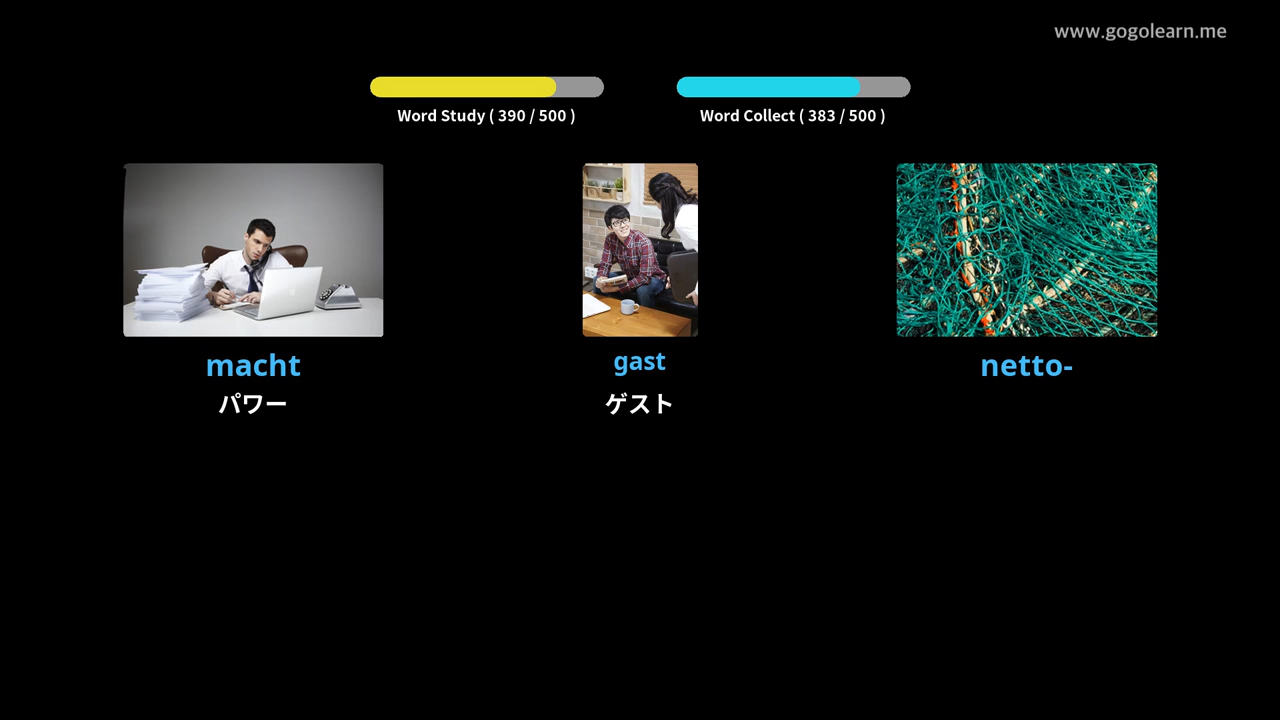 www.gogolearn.me
Word Study ( 390 / 500 )
Word Collect ( 383 / 500 )
macht
パワー
gast
ゲスト
netto-